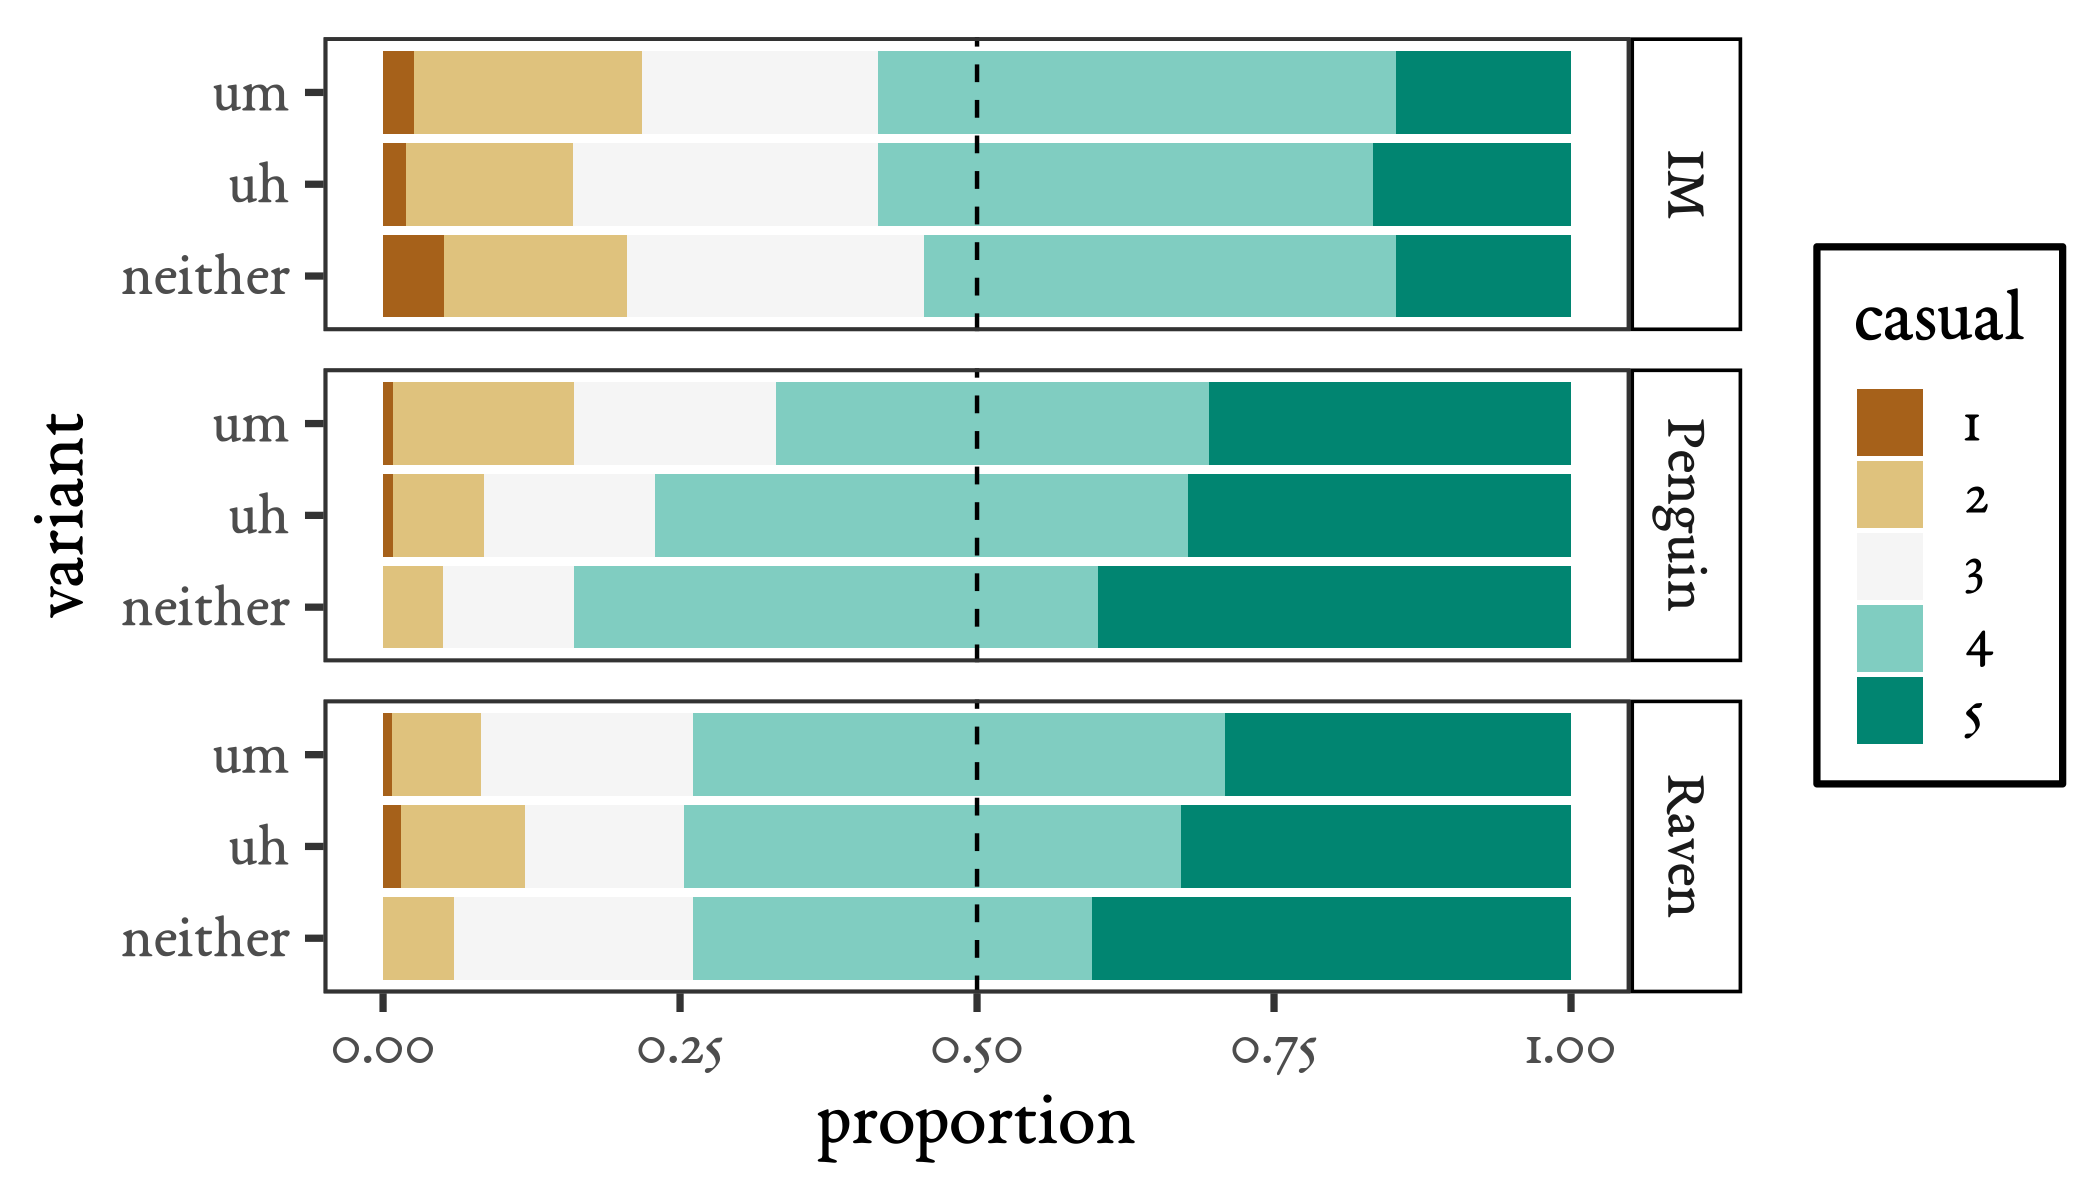 um
uh
neither
IM
um
uh
neither
Penguin
um
uh
neither
Raven
variant
0.00 0.25 0.50 0.75 1.00
proportion
casual
1
2
3
4
5